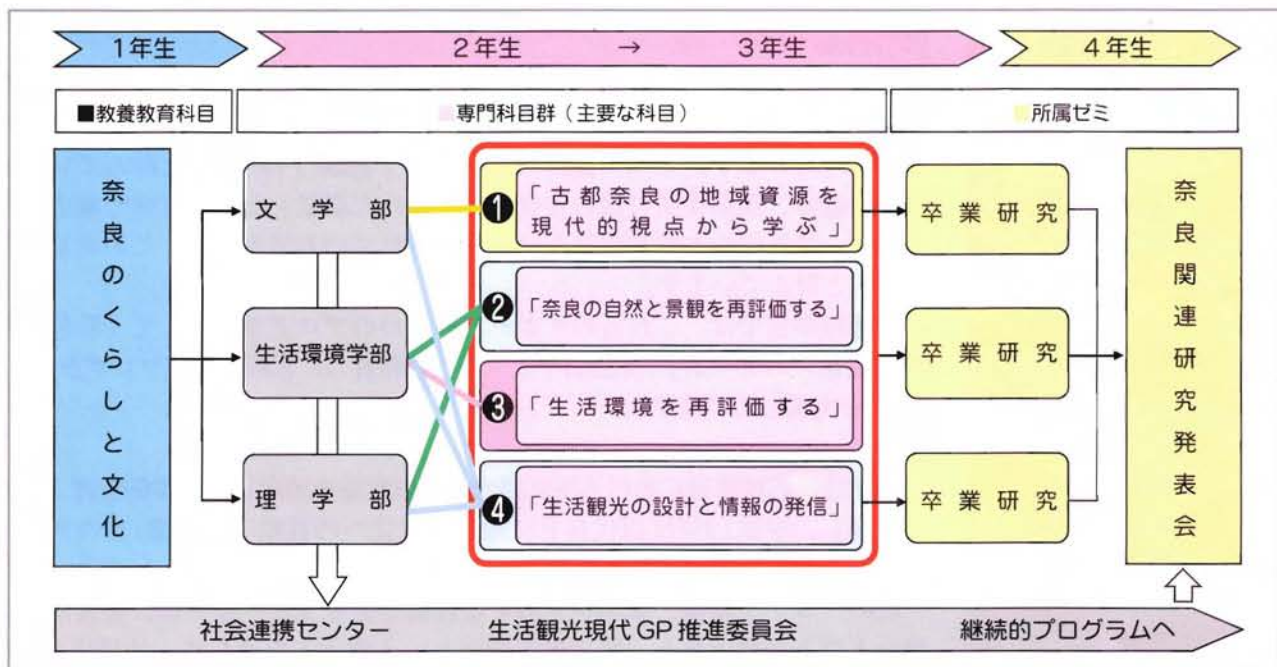 1年生
2年生 → 3年生
4年生
■教養教育科目
■専門科目群（主要な科目）
■所属ゼミ
奈良のくらしと文化
文学部
生活環境学部
理学部
❶
「古都奈良の地域資源を
現代的視点から学ぶ」
❷
「奈良の自然と景観を再評価する」
❸
「生活環境を再評価する」
❹
「生活観光の設計と情報の発信」
卒業研究
卒業研究
卒業研究
奈良関連研究発表会
社会連携センター
生活観光現代GP推進委員会
継続的プログラムへ